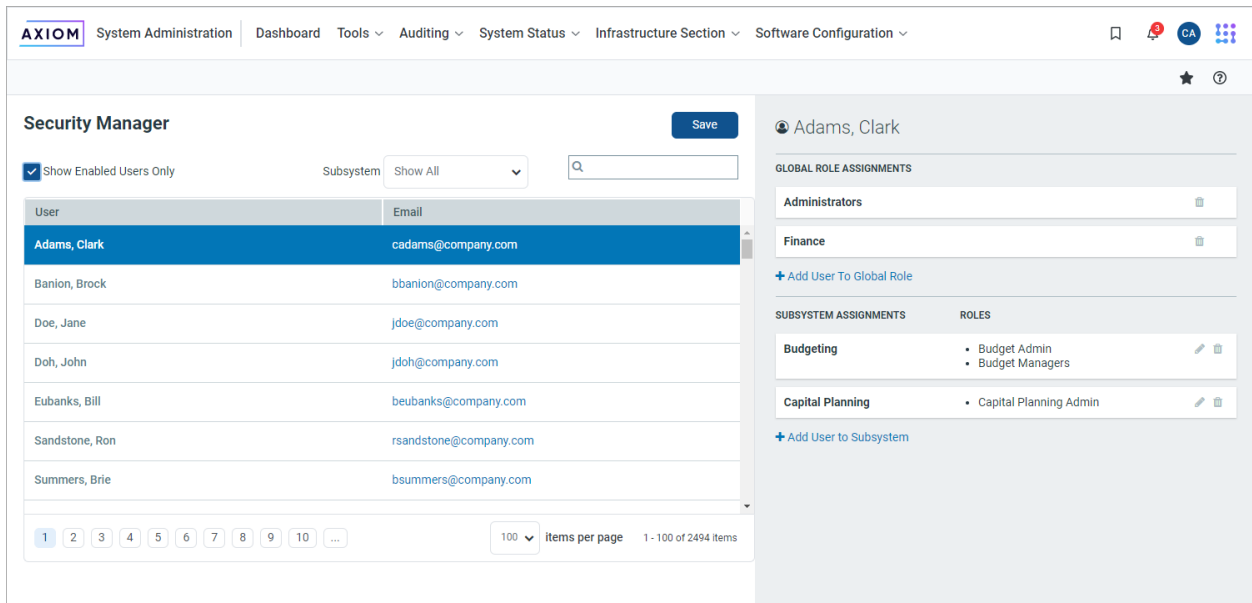 AXIOM System Administration Dashboard Tools Auditing System Status Infrastructure Section Software Configuration 3 CA
Security Manager
Save
Show Enabled Users Only
Subsystem Show All
User Email
Adams, Clark cadams@company.com
Banion, Brock bbanion@company.com
Doe, Jane jdoe@company.com
Doh, John jdoh@company.com
Eubanks, Bill beubanks@company.com
Sandstone, Ron rsandstone@company.com
Summers, Brie bsummers@company.com
1 2 3 4 5 6 7 8 9 10 ... 100 items per page 1 - 100 of 2494 items
Adams, Clark
GLOBAL ROLE ASSIGNMENTS
Administrators
Finance
+ Add User To Global Role
SUBSYSTEM ASSIGNMENTS ROLES
Budgeting • Budget Admin
• Budget Managers
Capital Planning • Capital Planning Admin
+ Add User to Subsystem